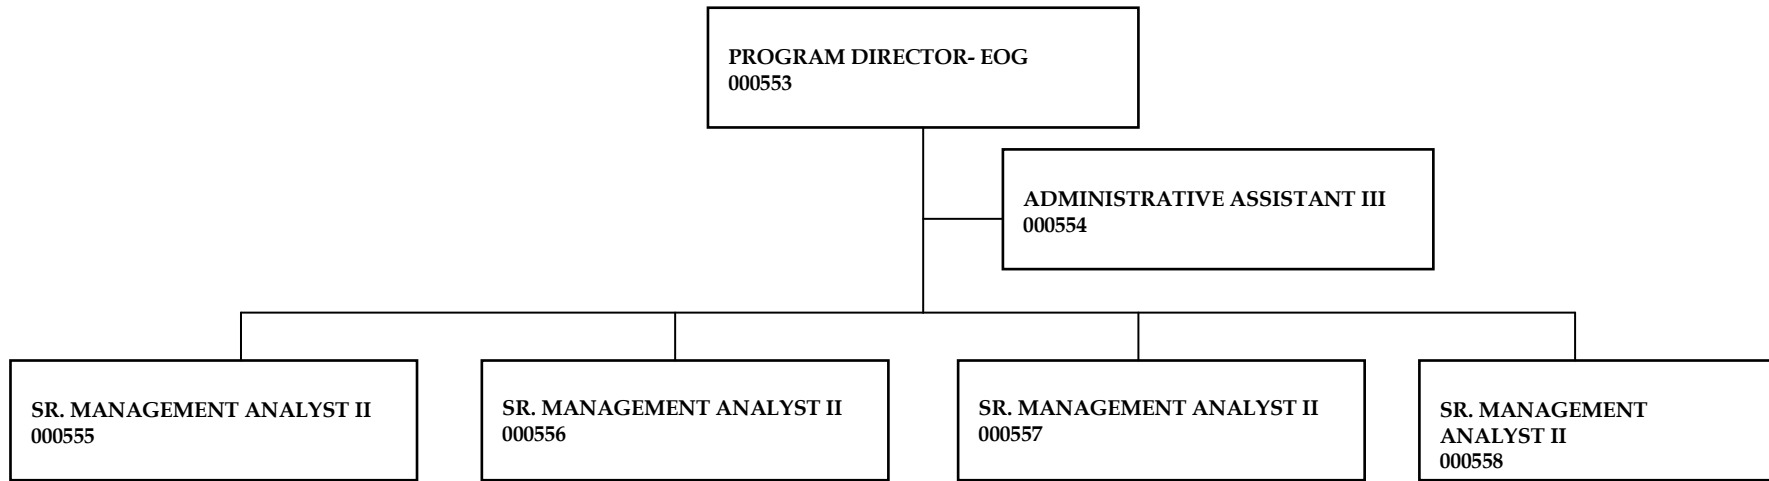 PROGRAM DIRECTOR- EOG
000553
ADMINISTRATIVE ASSISTANT III
000554
SR. MANAGEMENT ANALYST II
000555
SR. MANAGEMENT ANALYST II
000556
SR. MANAGEMENT ANALYST II
000557
SR. MANAGEMENT
ANALYST II
000558